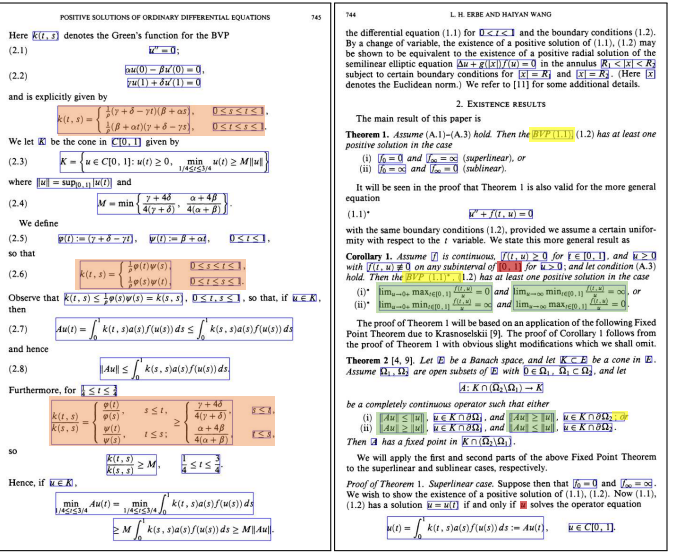 POSITIVE SOLUTIONS OF ORDINARY DIFFERENTIAL EQUATIONS 745
Here k(t, s) denotes the Green's function for the BVP
(2.1) u'' = 0;
(2.2) αu(0) − βu'(0) = 0,
γu(1) + δu'(1) = 0
and is explicitly given by
k(t, s) = { 1/ρ (γ + δ − γt)(β + αs), 0 ≤ s ≤ t ≤ 1,
1/ρ (β + αt)(γ + δ − γs), 0 ≤ t ≤ s ≤ 1.
We let K be the cone in C[0, 1] given by
(2.3) K = { u ∈ C[0, 1]: u(t) ≥ 0, min_{1/4≤t≤3/4} u(t) ≥ M‖u‖ }
where ‖u‖ = sup_{[0,1]} |u(t)| and
(2.4) M = min { (γ + 4δ)/(4(γ + δ)), (α + 4β)/(4(α + β)) }.
We define
(2.5) φ(t) := (γ + δ − γt), ψ(t) := β + αt, 0 ≤ t ≤ 1,
so that
(2.6) k(t, s) = { 1/ρ φ(t)ψ(s), 0 ≤ s ≤ t ≤ 1,
1/ρ φ(s)ψ(t), 0 ≤ t ≤ s ≤ 1.
Observe that k(t, s) ≤ 1/ρ φ(s)ψ(s) = k(s, s), 0 ≤ t, s ≤ 1, so that, if u ∈ K,
then
(2.7) Au(t) = ∫_0^1 k(t, s)a(s)f(u(s)) ds ≤ ∫_0^1 k(s, s)a(s)f(u(s)) ds
and hence
(2.8) ‖Au‖ ≤ ∫_0^1 k(s, s)a(s)f(u(s)) ds.
Furthermore, for 1/4 ≤ t ≤ 3/4
k(t, s)/k(s, s) = { φ(t)/φ(s), s ≤ t, ≥ { (γ + 4δ)/(4(γ + δ)), s ≤ t,
ψ(t)/ψ(s), t ≤ s; (α + 4β)/(4(α + β)), t ≤ s,
so
k(t, s)/k(s, s) ≥ M, 1/4 ≤ t ≤ 3/4.
Hence, if u ∈ K,
min_{1/4≤t≤3/4} Au(t) = min_{1/4≤t≤3/4} ∫_0^1 k(t, s)a(s)f(u(s)) ds
≥ M ∫_0^1 k(s, s)a(s)f(u(s)) ds ≥ M‖Au‖.
744 L. H. ERBE AND HAIYAN WANG
the differential equation (1.1) for 0 < t < 1 and the boundary conditions (1.2).
By a change of variable, the existence of a positive solution of (1.1), (1.2) may
be shown to be equivalent to the existence of a positive radial solution of the
semilinear elliptic equation Δu + g(|x|)f(u) = 0 in the annulus R₁ < |x| < R₂
subject to certain boundary conditions for |x| = R₁ and |x| = R₂. (Here |x|
denotes the Euclidean norm.) We refer to [11] for some additional details.
2. EXISTENCE RESULTS
The main result of this paper is
Theorem 1. Assume (A.1)–(A.3) hold. Then the BVP (1.1), (1.2) has at least one
positive solution in the case
(i) f₀ = 0 and f∞ = ∞ (superlinear), or
(ii) f₀ = ∞ and f∞ = 0 (sublinear).
It will be seen in the proof that Theorem 1 is also valid for the more general
equation
(1.1)* u'' + f(t, u) = 0
with the same boundary conditions (1.2), provided we assume a certain unifor-
mity with respect to the t variable. We state this more general result as
Corollary 1. Assume f is continuous, f(t, u) ≥ 0 for t ∈ [0, 1], and u ≥ 0
with f(t, u) ≢ 0 on any subinterval of [0, 1] for u > 0; and let condition (A.3)
hold. Then the BVP (1.1)*, (1.2) has at least one positive solution in the case
(i)* lim_{u→0+} max_{t∈[0,1]} f(t,u)/u = 0 and lim_{u→∞} min_{t∈[0,1]} f(t,u)/u = ∞, or
(ii)* lim_{u→0+} min_{t∈[0,1]} f(t,u)/u = ∞ and lim_{u→∞} max_{t∈[0,1]} f(t,u)/u = 0.
The proof of Theorem 1 will be based on an application of the following Fixed
Point Theorem due to Krasnoselskii [9]. The proof of Corollary 1 follows from
the proof of Theorem 1 with obvious slight modifications which we shall omit.
Theorem 2 [4, 9]. Let E be a Banach space, and let K ⊂ E be a cone in E.
Assume Ω₁, Ω₂ are open subsets of E with 0 ∈ Ω₁, Ω̄₁ ⊂ Ω₂, and let
A: K ∩ (Ω̄₂\Ω₁) → K
be a completely continuous operator such that either
(i) ‖Au‖ ≤ ‖u‖, u ∈ K ∩ ∂Ω₁, and ‖Au‖ ≥ ‖u‖, u ∈ K ∩ ∂Ω₂; or
(ii) ‖Au‖ ≥ ‖u‖, u ∈ K ∩ ∂Ω₁, and ‖Au‖ ≤ ‖u‖, u ∈ K ∩ ∂Ω₂.
Then A has a fixed point in K ∩ (Ω̄₂\Ω₁).
We will apply the first and second parts of the above Fixed Point Theorem
to the superlinear and sublinear cases, respectively.
Proof of Theorem 1. Superlinear case. Suppose then that f₀ = 0 and f∞ = ∞.
We wish to show the existence of a positive solution of (1.1), (1.2). Now (1.1),
(1.2) has a solution u = u(t) if and only if u solves the operator equation
u(t) = ∫_0^1 k(t, s)a(s)f(u(s)) ds := Au(t), u ∈ C[0, 1].